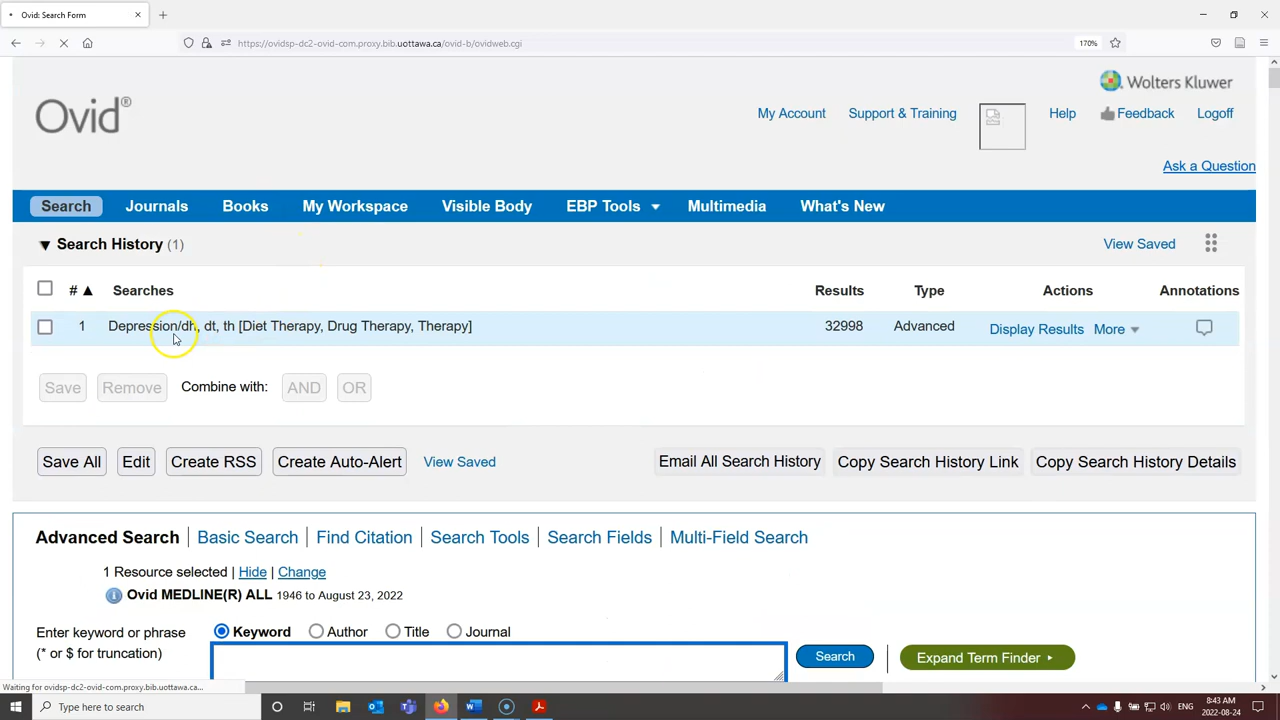 Ovid: Search Form
https://ovidsp-dc2-ovid-com.proxy.bib.uottawa.ca/ovid-b/ovidweb.cgi
170%
Ovid®
Wolters Kluwer
My Account
Support & Training
Help
Feedback
Logoff
Ask a Question
Search
Journals
Books
My Workspace
Visible Body
EBP Tools
Multimedia
What's New
Search History (1)
View Saved
# Searches Results Type Actions Annotations
1 Depression/dh, dt, th [Diet Therapy, Drug Therapy, Therapy] 32998 Advanced Display Results More
Save Remove Combine with: AND OR
Save All Edit Create RSS Create Auto-Alert View Saved Email All Search History Copy Search History Link Copy Search History Details
Advanced Search | Basic Search | Find Citation | Search Tools | Search Fields | Multi-Field Search
1 Resource selected | Hide | Change
Ovid MEDLINE(R) ALL 1946 to August 23, 2022
Enter keyword or phrase
(* or $ for truncation)
Keyword Author Title Journal
Search
Expand Term Finder
Waiting for ovidsp-dc2-ovid-com.proxy.bib.uottawa.ca...
Type here to search
ENG
8:43 AM
2022-08-24